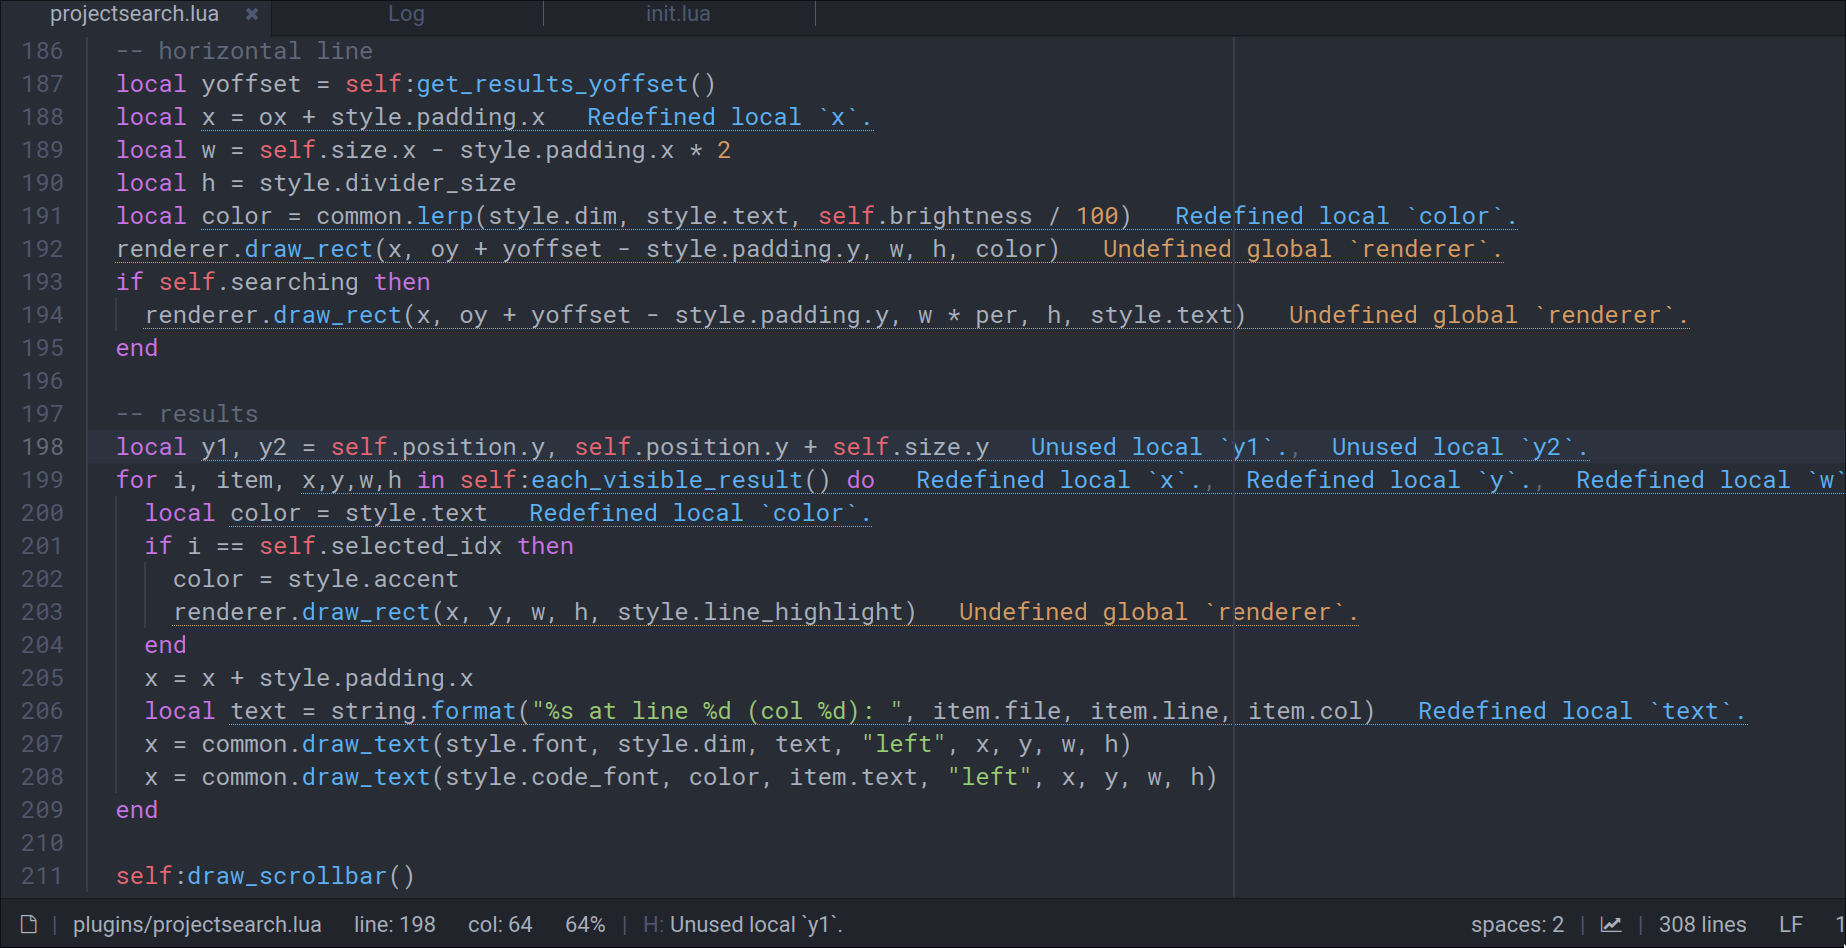 projectsearch.lua ✖ Log init.lua
186 -- horizontal line
187 local yoffset = self:get_results_yoffset()
188 local x = ox + style.padding.x Redefined local `x`.
189 local w = self.size.x - style.padding.x * 2
190 local h = style.divider_size
191 local color = common.lerp(style.dim, style.text, self.brightness / 100) Redefined local `color`.
192 renderer.draw_rect(x, oy + yoffset - style.padding.y, w, h, color) Undefined global `renderer`.
193 if self.searching then
194 renderer.draw_rect(x, oy + yoffset - style.padding.y, w * per, h, style.text) Undefined global `renderer`.
195 end
196
197 -- results
198 local y1, y2 = self.position.y, self.position.y + self.size.y Unused local `y1`., Unused local `y2`.
199 for i, item, x,y,w,h in self:each_visible_result() do Redefined local `x`., Redefined local `y`., Redefined local `w`
200 local color = style.text Redefined local `color`.
201 if i == self.selected_idx then
202 color = style.accent
203 renderer.draw_rect(x, y, w, h, style.line_highlight) Undefined global `renderer`.
204 end
205 x = x + style.padding.x
206 local text = string.format("%s at line %d (col %d): ", item.file, item.line, item.col) Redefined local `text`.
207 x = common.draw_text(style.font, style.dim, text, "left", x, y, w, h)
208 x = common.draw_text(style.code_font, color, item.text, "left", x, y, w, h)
209 end
210
211 self:draw_scrollbar()
plugins/projectsearch.lua line: 198 col: 64 64% | H: Unused local `y1`. spaces: 2 | | 308 lines LF